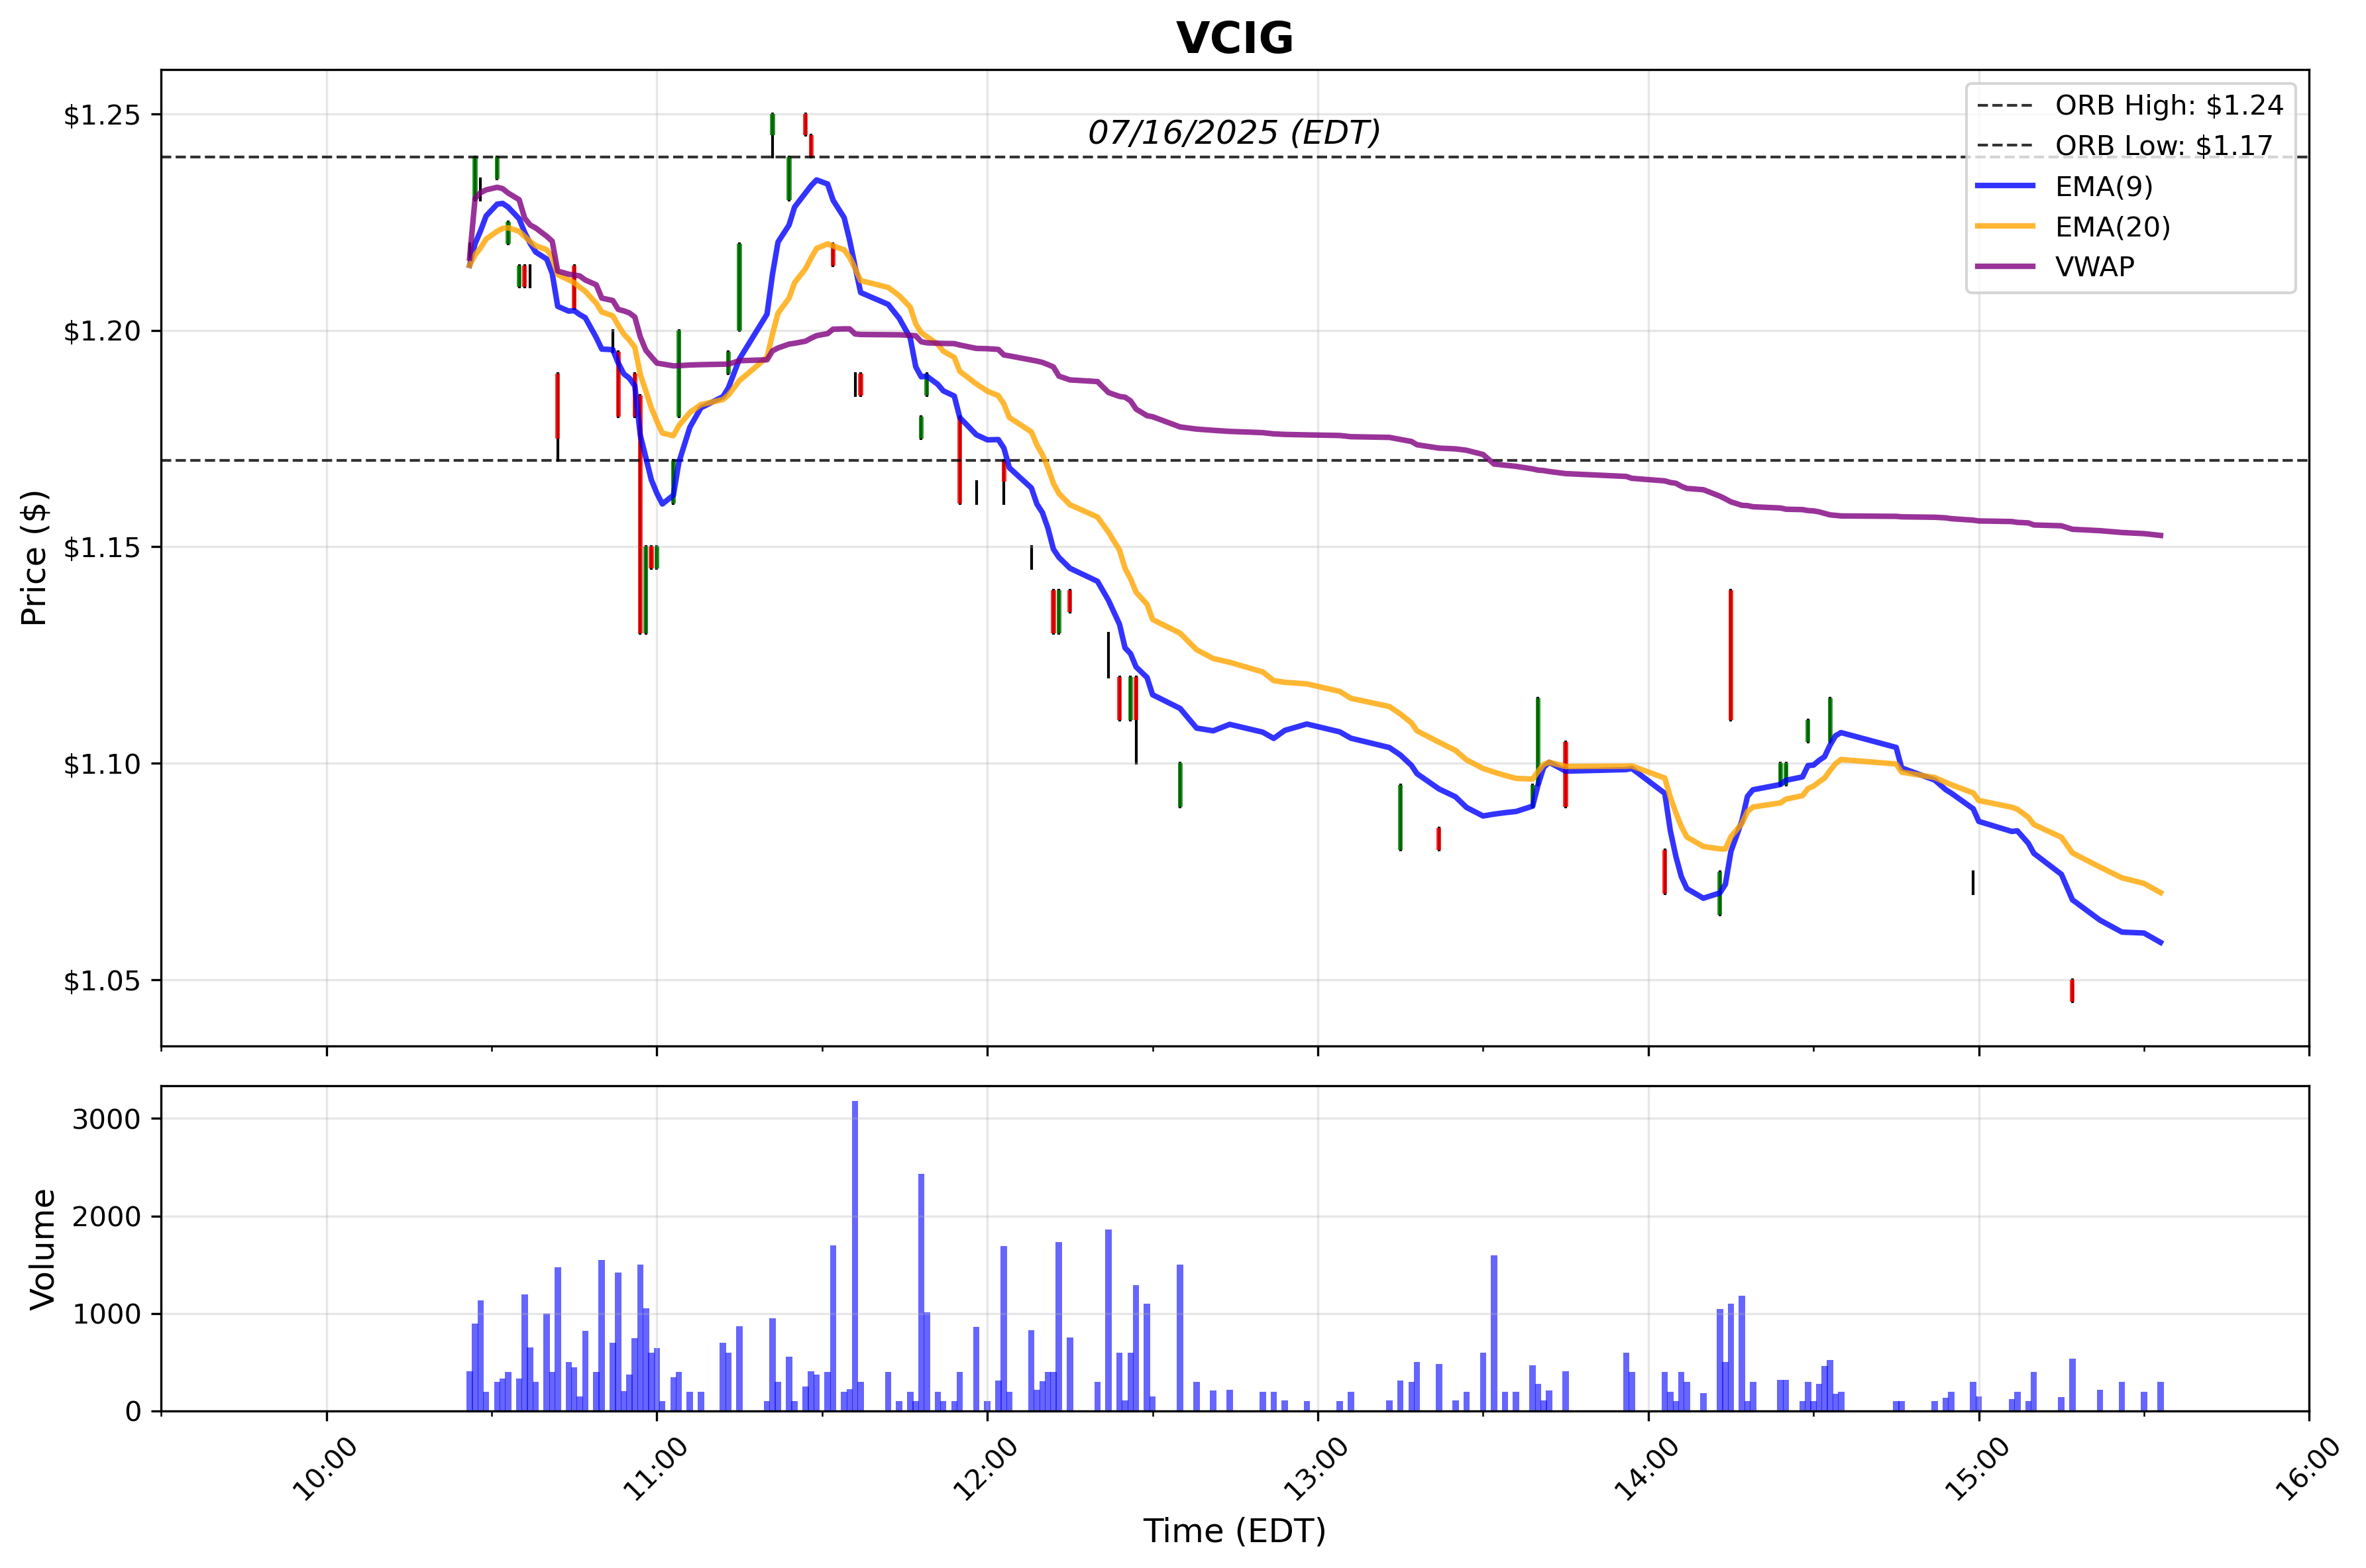 VCIG
07/16/2025 (EDT)
ORB High: $1.24
ORB Low: $1.17
EMA(9)
EMA(20)
VWAP
Price ($)
$1.25
$1.20
$1.15
$1.10
$1.05
Volume
3000
2000
1000
0
10:00
11:00
12:00
13:00
14:00
15:00
16:00
Time (EDT)